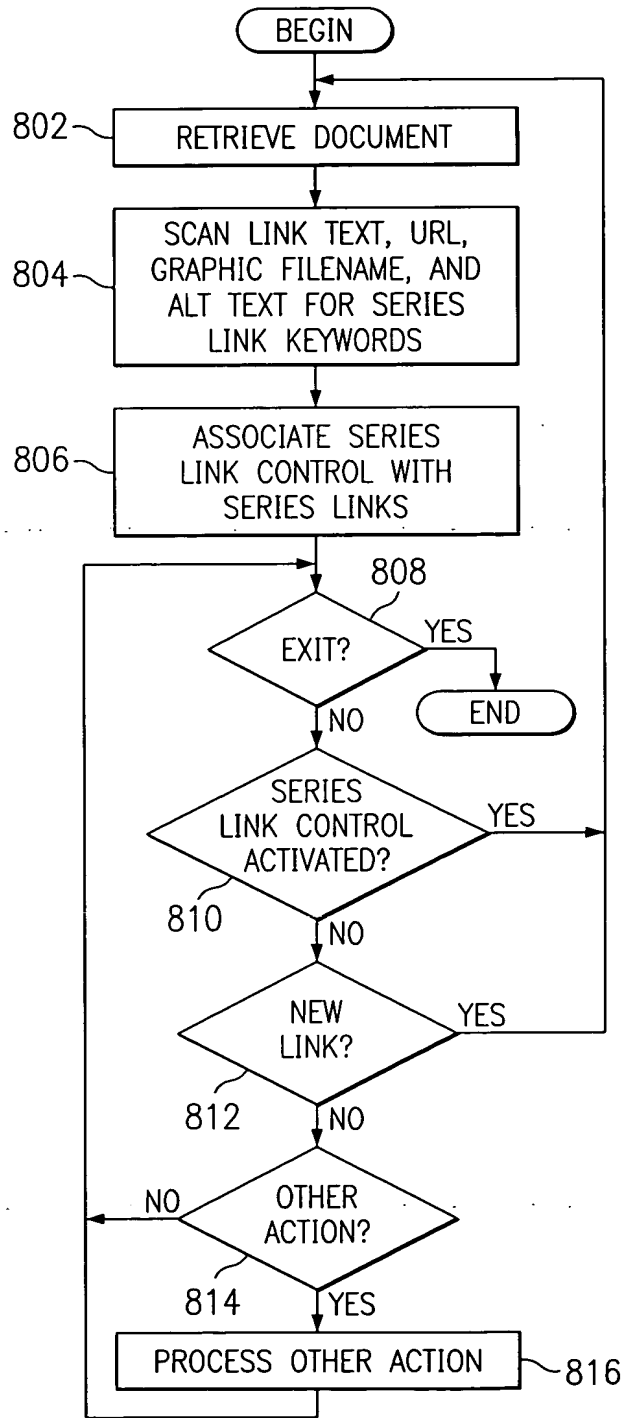 BEGIN
802
RETRIEVE DOCUMENT
804
SCAN LINK TEXT, URL,
GRAPHIC FILENAME, AND
ALT TEXT FOR SERIES
LINK KEYWORDS
806
ASSOCIATE SERIES
LINK CONTROL WITH
SERIES LINKS
808
EXIT?
YES
END
NO
SERIES
LINK CONTROL
ACTIVATED?
YES
810
NO
NEW
LINK?
YES
812
NO
OTHER
ACTION?
NO
814
YES
PROCESS OTHER ACTION
816